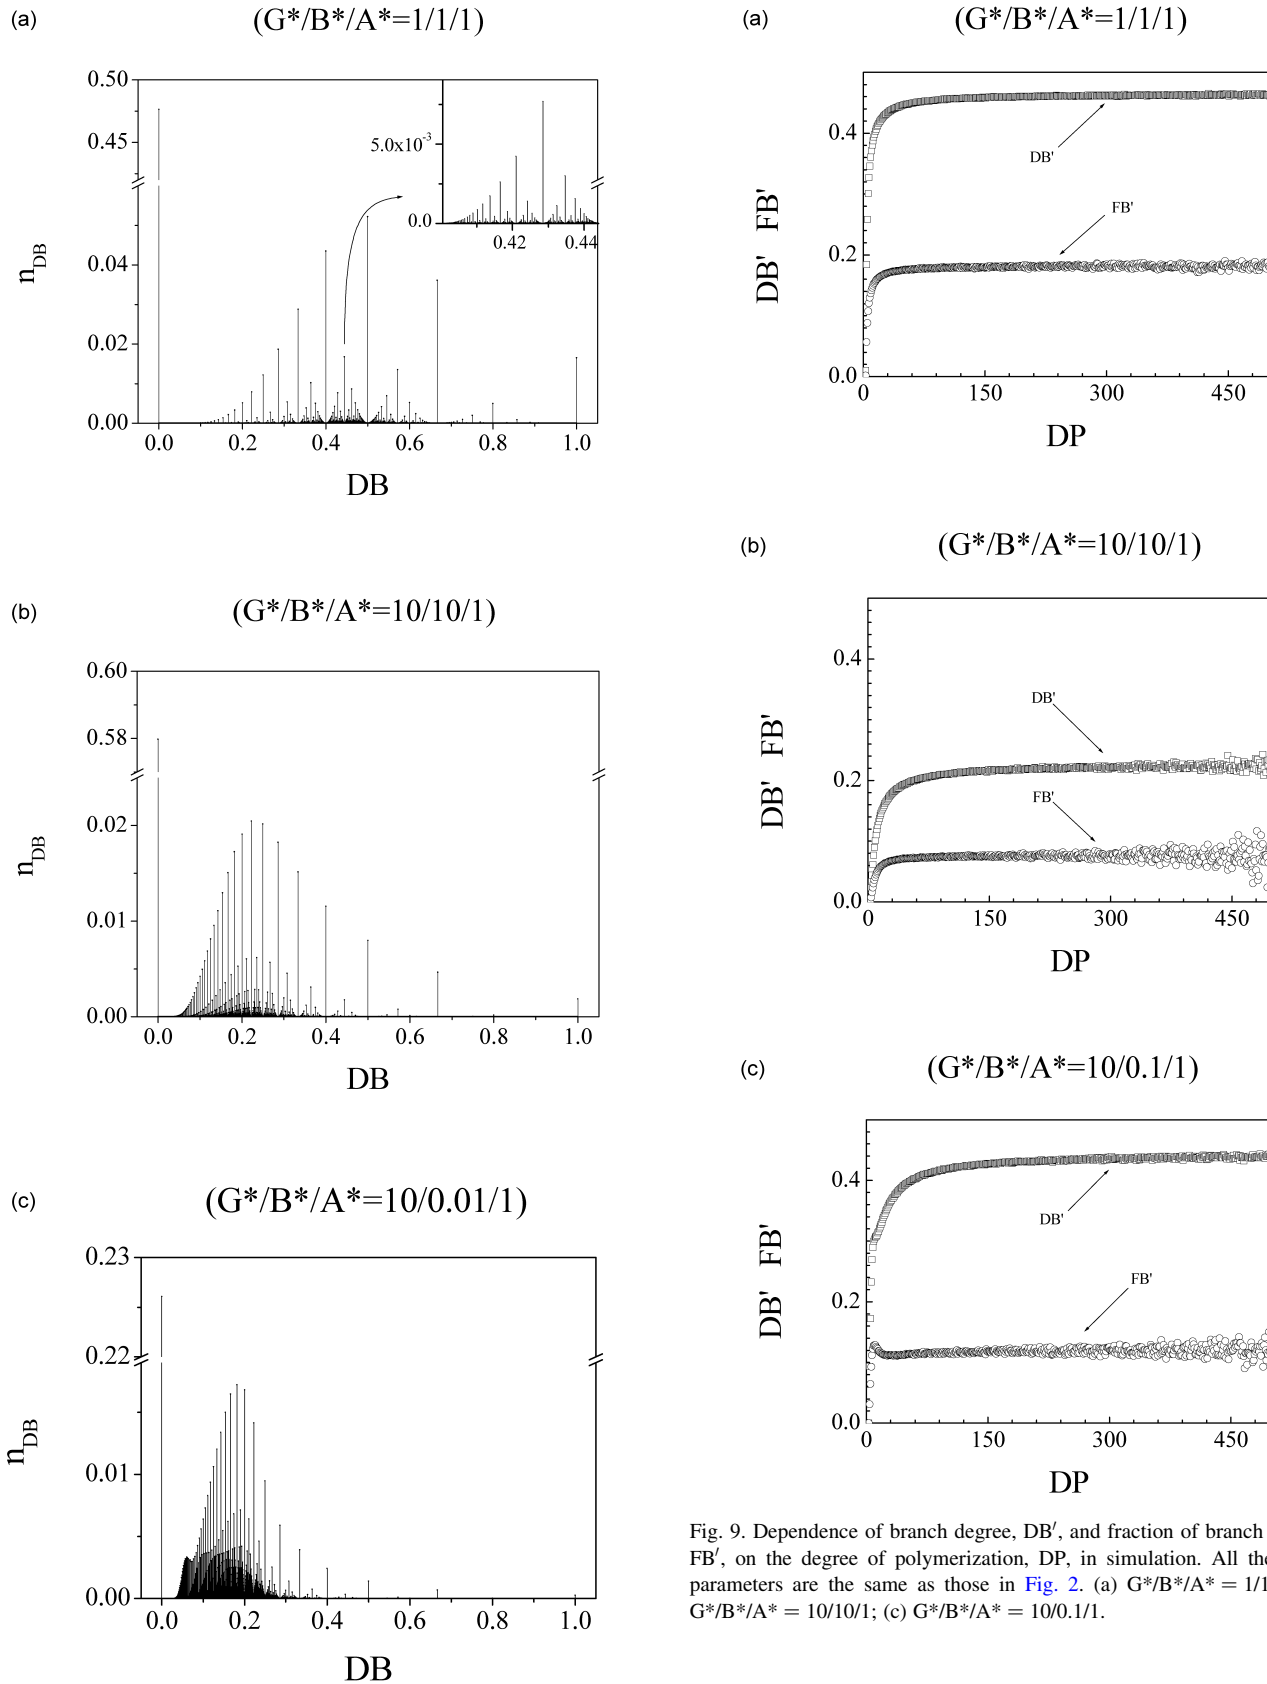 (a)
(G*/B*/A*=1/1/1)
0.50
0.45
0.04
0.02
0.00
5.0x10-3
0.0
0.42
0.44
nDB
0.0
0.2
0.4
0.6
0.8
1.0
DB
(b)
(G*/B*/A*=10/10/1)
0.60
0.58
0.02
0.01
0.00
nDB
0.0
0.2
0.4
0.6
0.8
1.0
DB
(c)
(G*/B*/A*=10/0.01/1)
0.23
0.22
0.01
0.00
nDB
0.0
0.2
0.4
0.6
0.8
1.0
DB
(a)
(G*/B*/A*=1/1/1)
0.4
0.2
0.0
DB' FB'
DB'
FB'
0
150
300
450
DP
(b)
(G*/B*/A*=10/10/1)
0.4
0.2
0.0
DB' FB'
DB'
FB'
0
150
300
450
DP
(c)
(G*/B*/A*=10/0.1/1)
0.4
0.2
0.0
DB' FB'
DB'
FB'
0
150
300
450
DP
Fig. 9. Dependence of branch degree, DB′, and fraction of branch
FB′, on the degree of polymerization, DP, in simulation. All the
parameters are the same as those in Fig. 2. (a) G*/B*/A* = 1/1
G*/B*/A* = 10/10/1; (c) G*/B*/A* = 10/0.1/1.